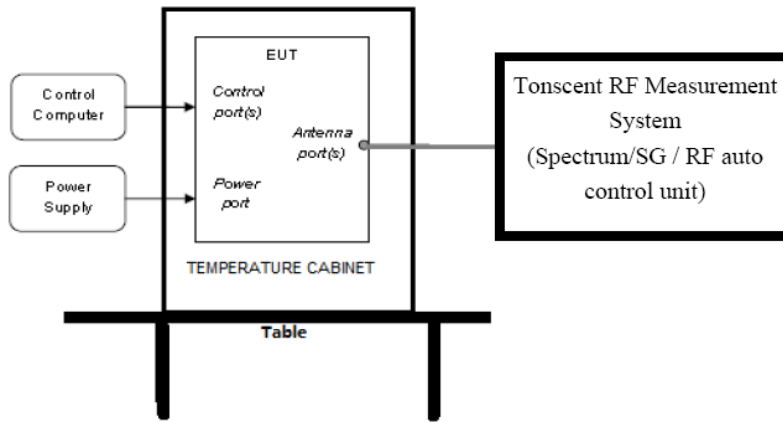 EUT
Control
Computer
Control
port(s)
Antenna
port(s)
Power
Supply
Power
port
TEMPERATURE CABINET
Table
Tonscent RF Measurement
System
(Spectrum/SG / RF auto
control unit)